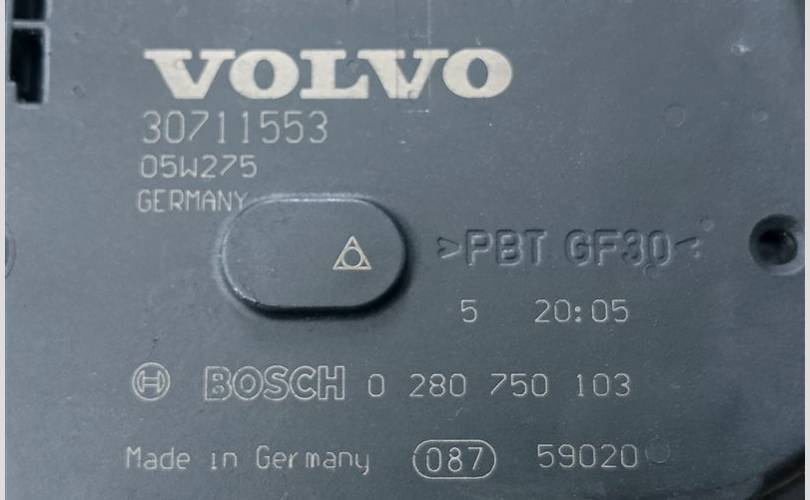 VOLVO
30711553
05W275
GERMANY
>PBT GF30<
5 20:05
BOSCH 0 280 750 103
Made in Germany 087 59020